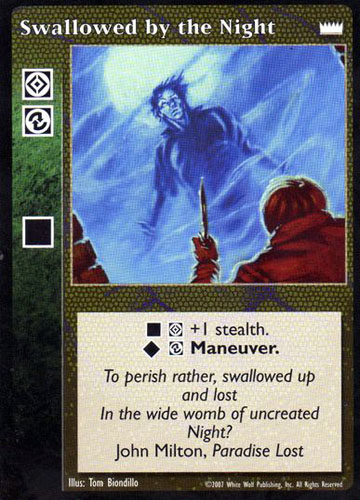 Swallowed by the Night
+1 stealth.
Maneuver.
To perish rather, swallowed up
and lost
In the wide womb of uncreated
Night?
John Milton, Paradise Lost
Illus: Tom Biondillo
©2007 White Wolf Publishing, Inc. All Rights Reserved